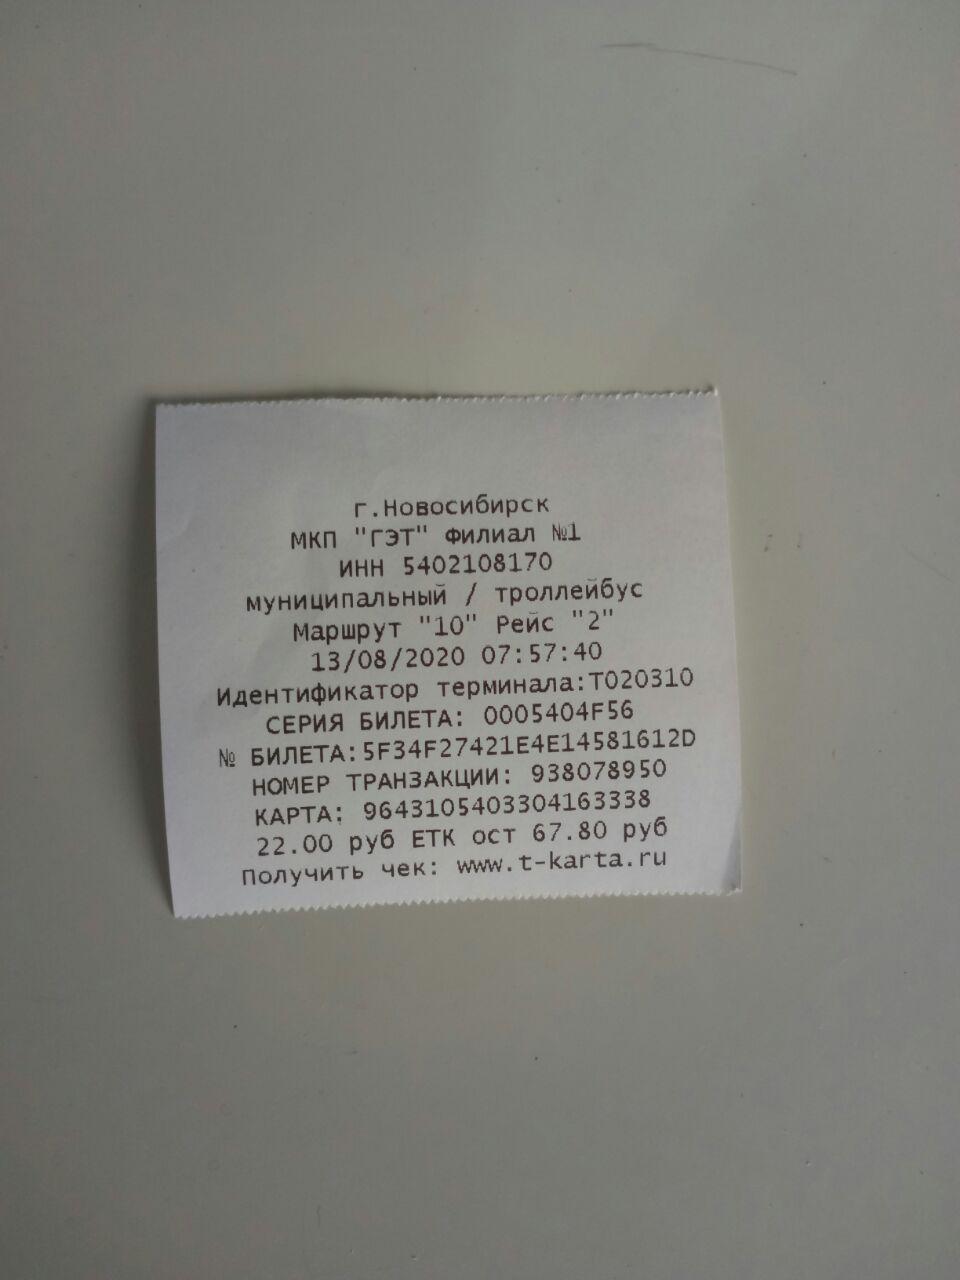 г.Новосибирск
МКП "ГЭТ" Филиал №1
ИНН 5402108170
муниципальный / троллейбус
Маршрут "10" Рейс "2"
13/08/2020 07:57:40
Идентификатор терминала:T020310
СЕРИЯ БИЛЕТА: 0005404F56
№ БИЛЕТА:5F34F27421E4E14581612D
НОМЕР ТРАНЗАКЦИИ: 938078950
КАРТА: 9643105403304163338
22.00 руб ЕТК ост 67.80 руб
Получить чек: www.t-karta.ru